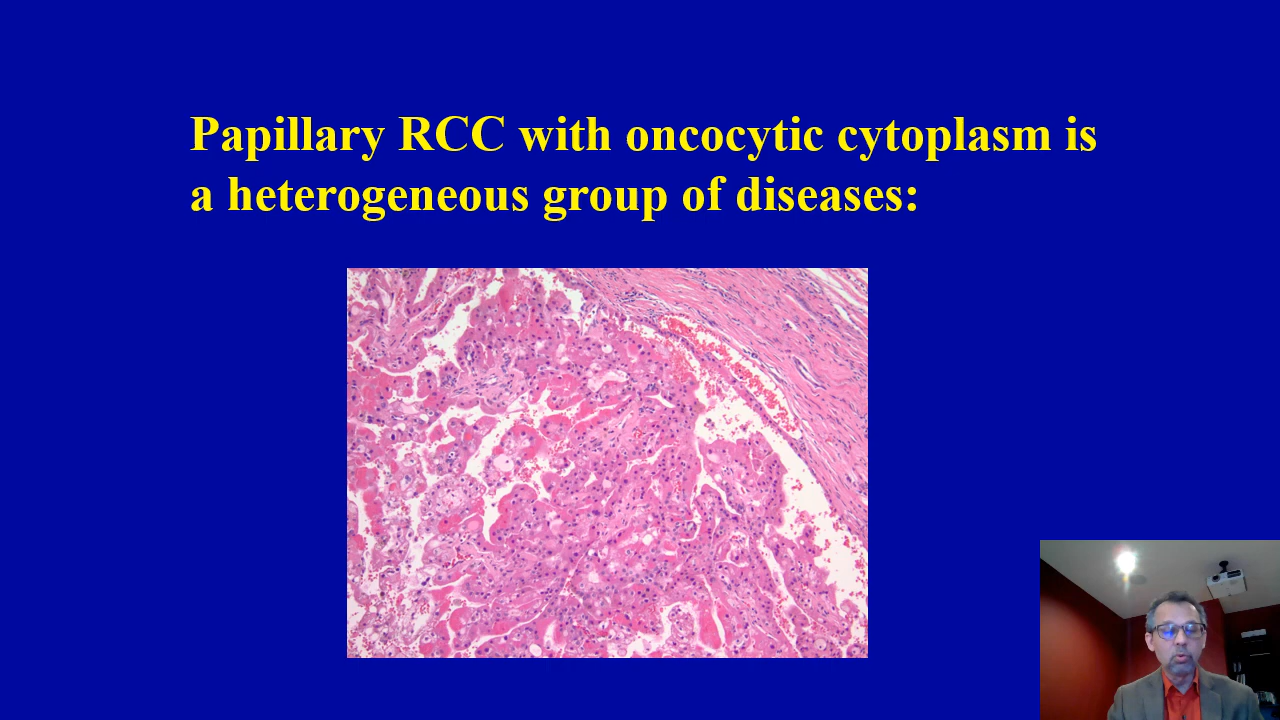 Papillary RCC with oncocytic cytoplasm is
a heterogeneous group of diseases: